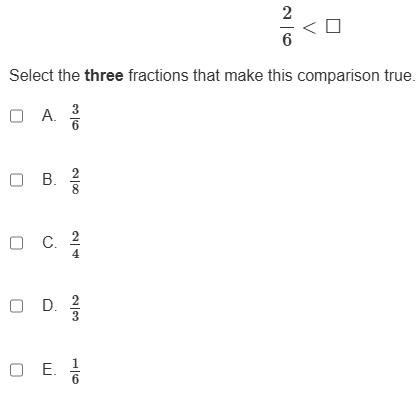 2/6 < □
Select the three fractions that make this comparison true.
A. 3/6
B. 2/8
C. 2/4
D. 2/3
E. 1/6